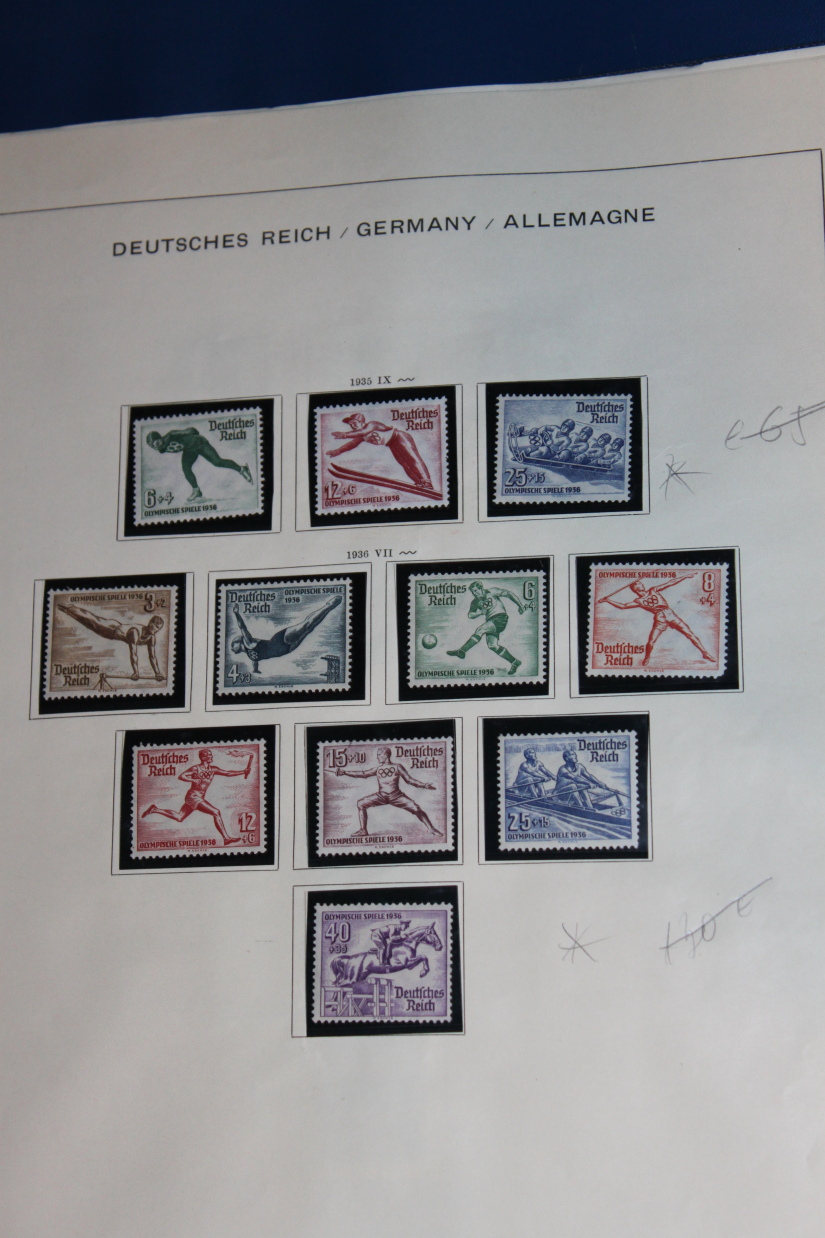 DEUTSCHES REICH / GERMANY / ALLEMAGNE
1935 IX
Deutsches
Reich
6+4
OLYMPISCHE SPIELE 1936
Deutsches
Reich
12+6
OLYMPISCHE SPIELE 1936
Deutsches
Reich
25+15
OLYMPISCHE SPIELE 1936
€ 65
1936 VII
OLYMPISCHE SPIELE 1936
3+2
Deutsches
Reich
OLYMPISCHE SPIELE
1936
Deutsches
Reich
4+3
Deutsches
Reich
6
+4
OLYMPISCHE SPIELE 1936
OLYMPISCHE SPIELE 1936
8
+4
Deutsches
Reich
Deutsches
Reich
12
+6
OLYMPISCHE SPIELE 1936
15+10
Deutsches
Reich
OLYMPISCHE SPIELE 1936
Deutsches
Reich
25+15
OLYMPISCHE SPIELE 1936
OLYMPISCHE SPIELE 1936
40
+35
Deutsches
Reich